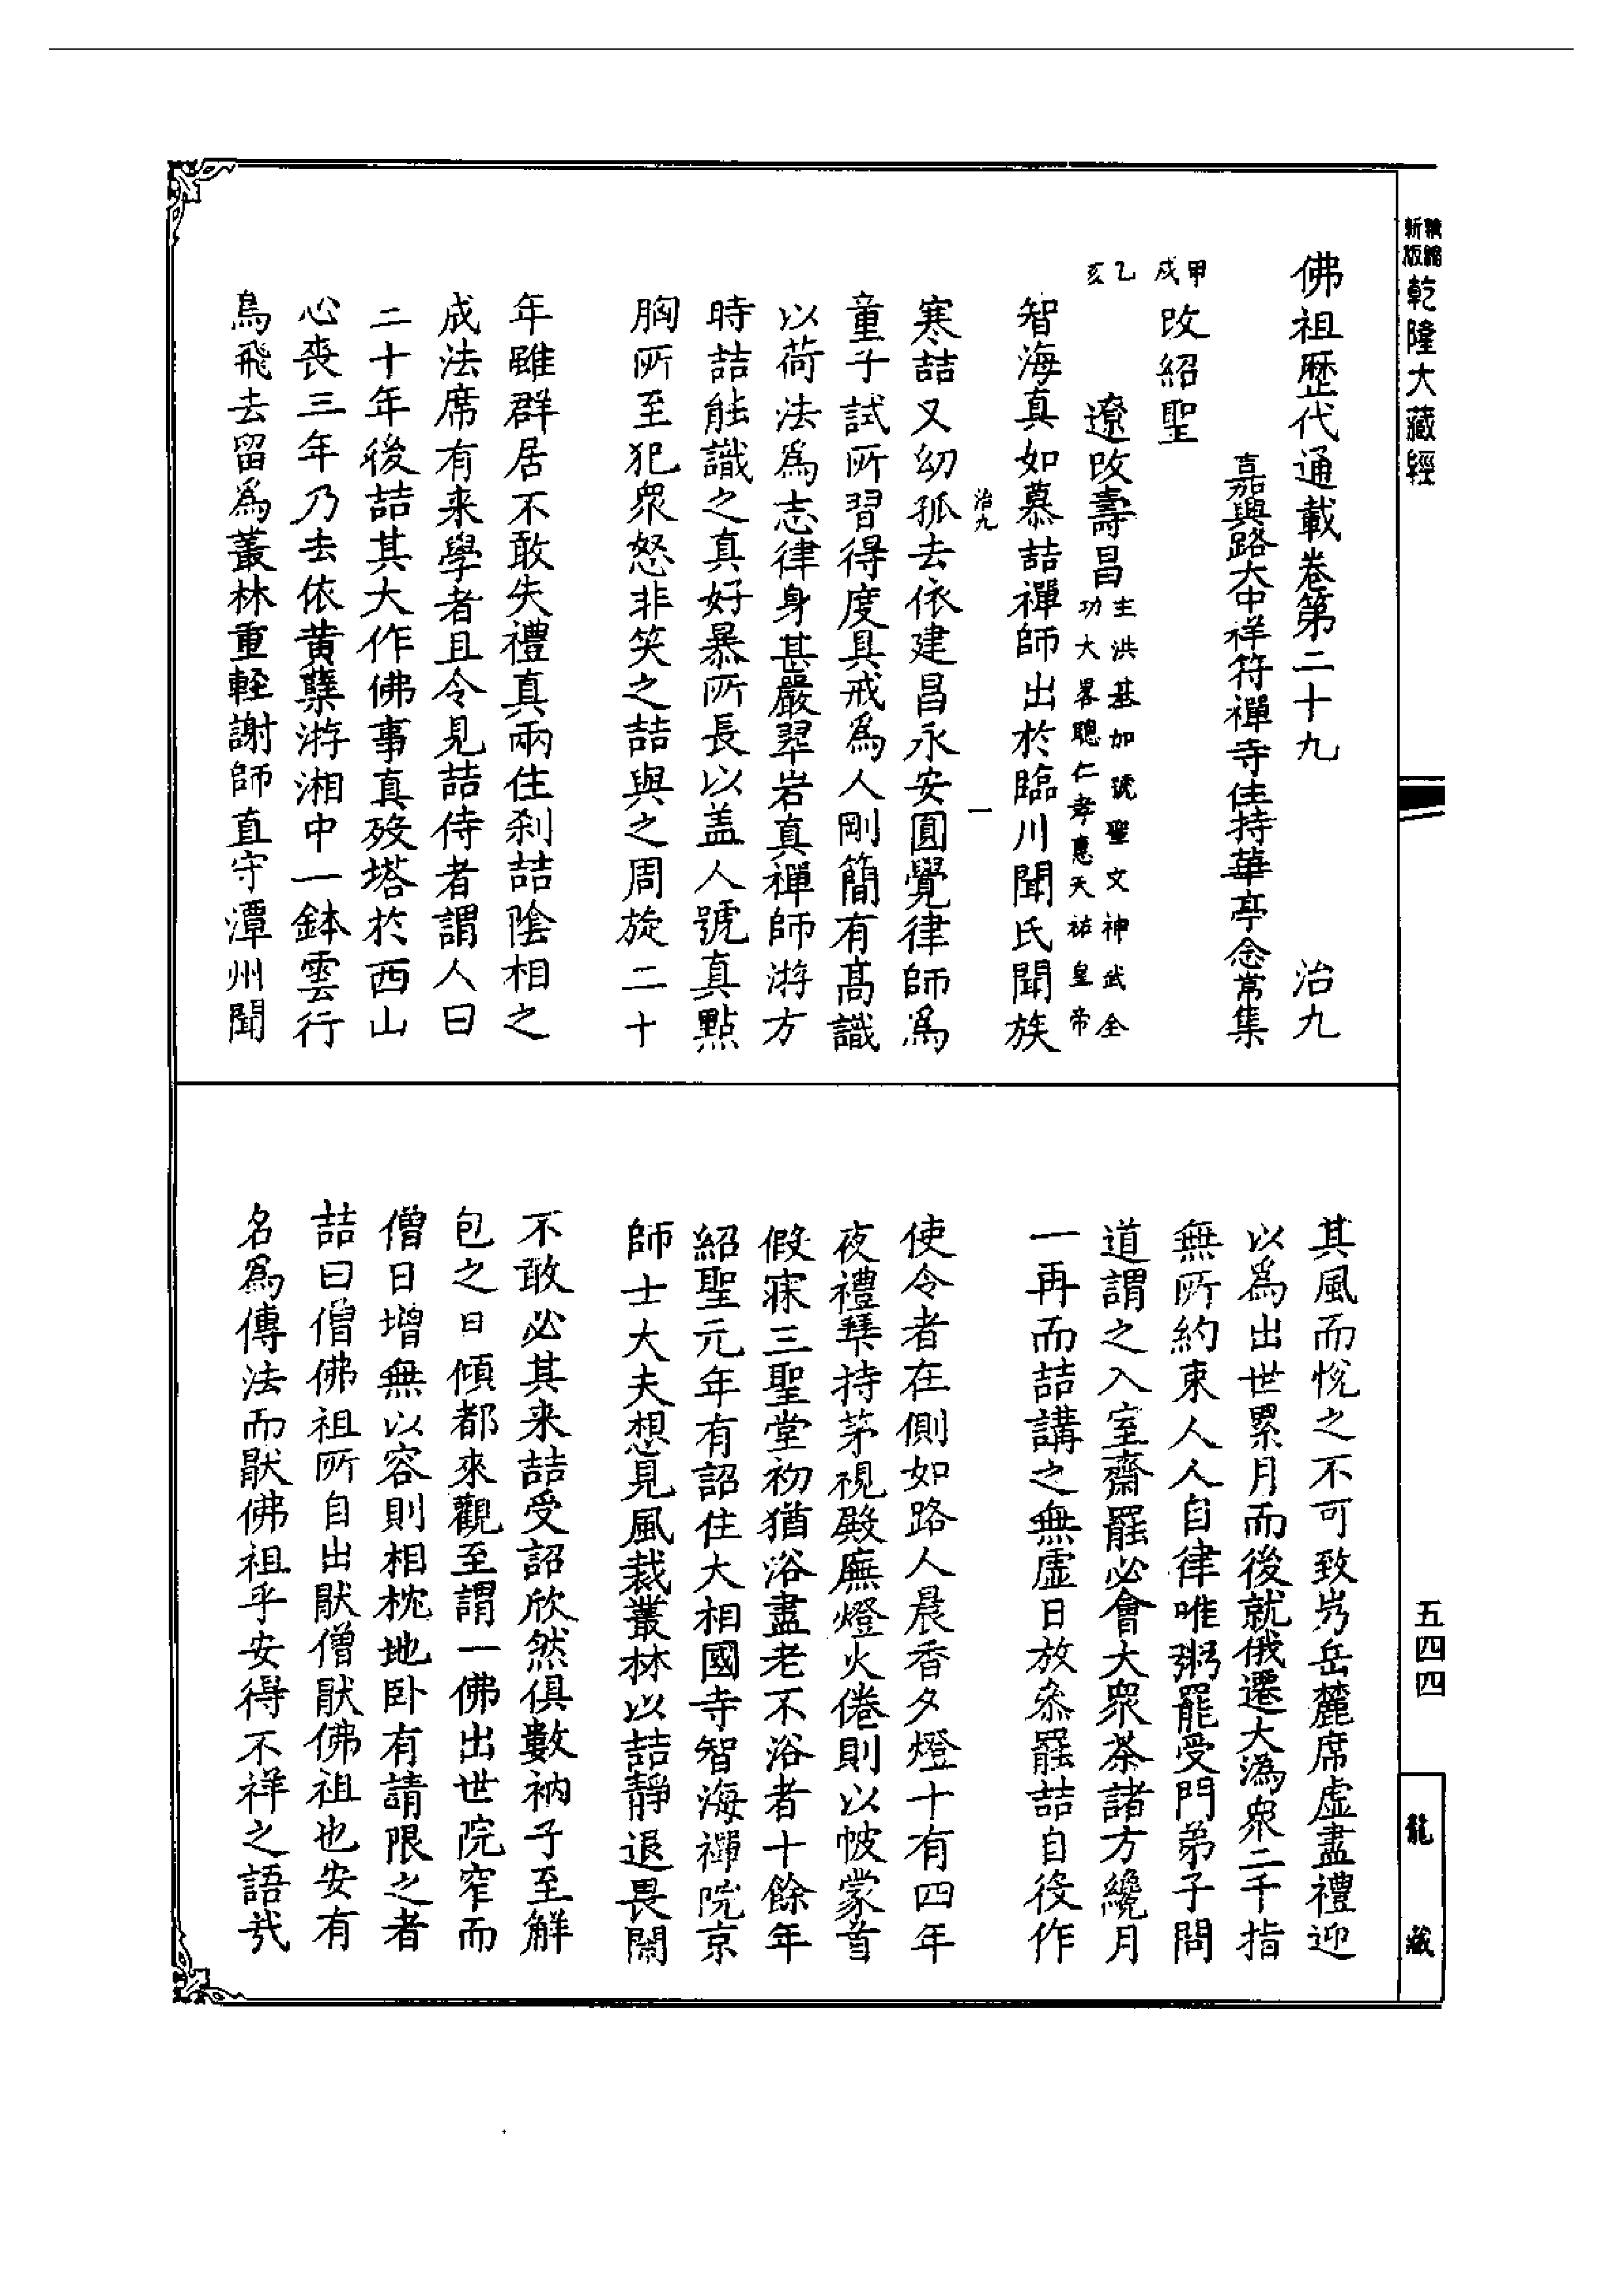 新版
精縮
乾隆大藏經
佛祖歷代通載卷第二十九　治九
嘉興路大中祥符禪寺住持華亭念常集
甲戌 改紹聖
乙亥 遼改壽昌 主洪基加號聖文神武全
功大畧聰仁孝惠天祐皇帝
智海真如慕喆禪師出於臨川聞氏聞族
治九 一
寒喆又幼孤去依建昌永安圓覺律師爲
童子試所習得度具戒爲人剛簡有高識
以荷法爲志律身甚嚴翠岩真禪師游方
時喆能識之真好暴所長以盖人號真點
胸所至犯衆怒非笑之喆與之周旋二十
年雖群居不敢失禮真兩住刹喆陰相之
成法席有来學者且令見喆侍者謂人曰
二十年後喆其大作佛事真歿塔於西山
心喪三年乃去依黄蘗游湘中一鉢雲行
鳥飛去留爲叢林重輕謝師直守潭州聞
其風而悅之不可致岃岳麓席虛盡禮迎
以爲出世累月而後就俄遷大溈衆二千指
無所約束人人自律唯粥罷受門弟子問
道謂之入室齋罷必會大衆茶諸方纔月
一再而喆講之無虛日放叅罷喆自役作
使令者在側如路人晨香夕燈十有四年
夜禮拜持茅視殿廡燈火倦則以帔蒙首
假寐三聖堂初猶浴盡老不浴者十餘年
紹聖元年有詔住大相國寺智海禪院京
師士大夫想見風裁叢林以喆靜退畏閙
不敢必其来喆受詔欣然俱數衲子至解
包之日傾都來觀至謂一佛出世院窄而
僧日增無以容則相枕地卧有請限之者
喆曰僧佛祖所自出猒僧猒佛祖也安有
名爲傳法而猒佛祖乎安得不祥之語哉
五四四
龍藏